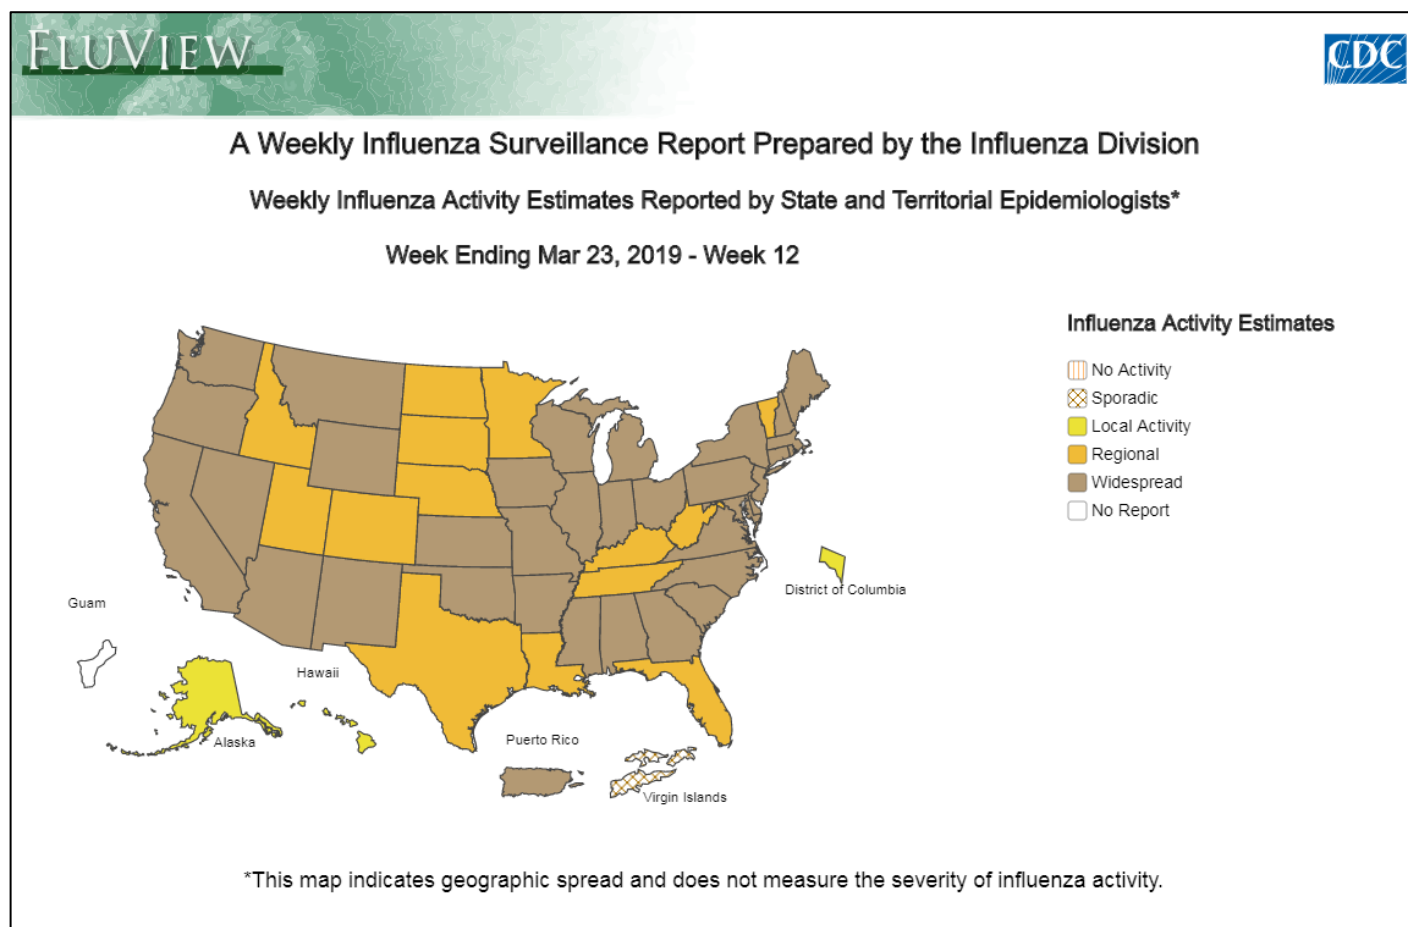 FLUVIEW
CDC
A Weekly Influenza Surveillance Report Prepared by the Influenza Division
Weekly Influenza Activity Estimates Reported by State and Territorial Epidemiologists*
Week Ending Mar 23, 2019 - Week 12
Influenza Activity Estimates
No Activity
Sporadic
Local Activity
Regional
Widespread
No Report
District of Columbia
Guam
Hawaii
Alaska
Puerto Rico
Virgin Islands
*This map indicates geographic spread and does not measure the severity of influenza activity.